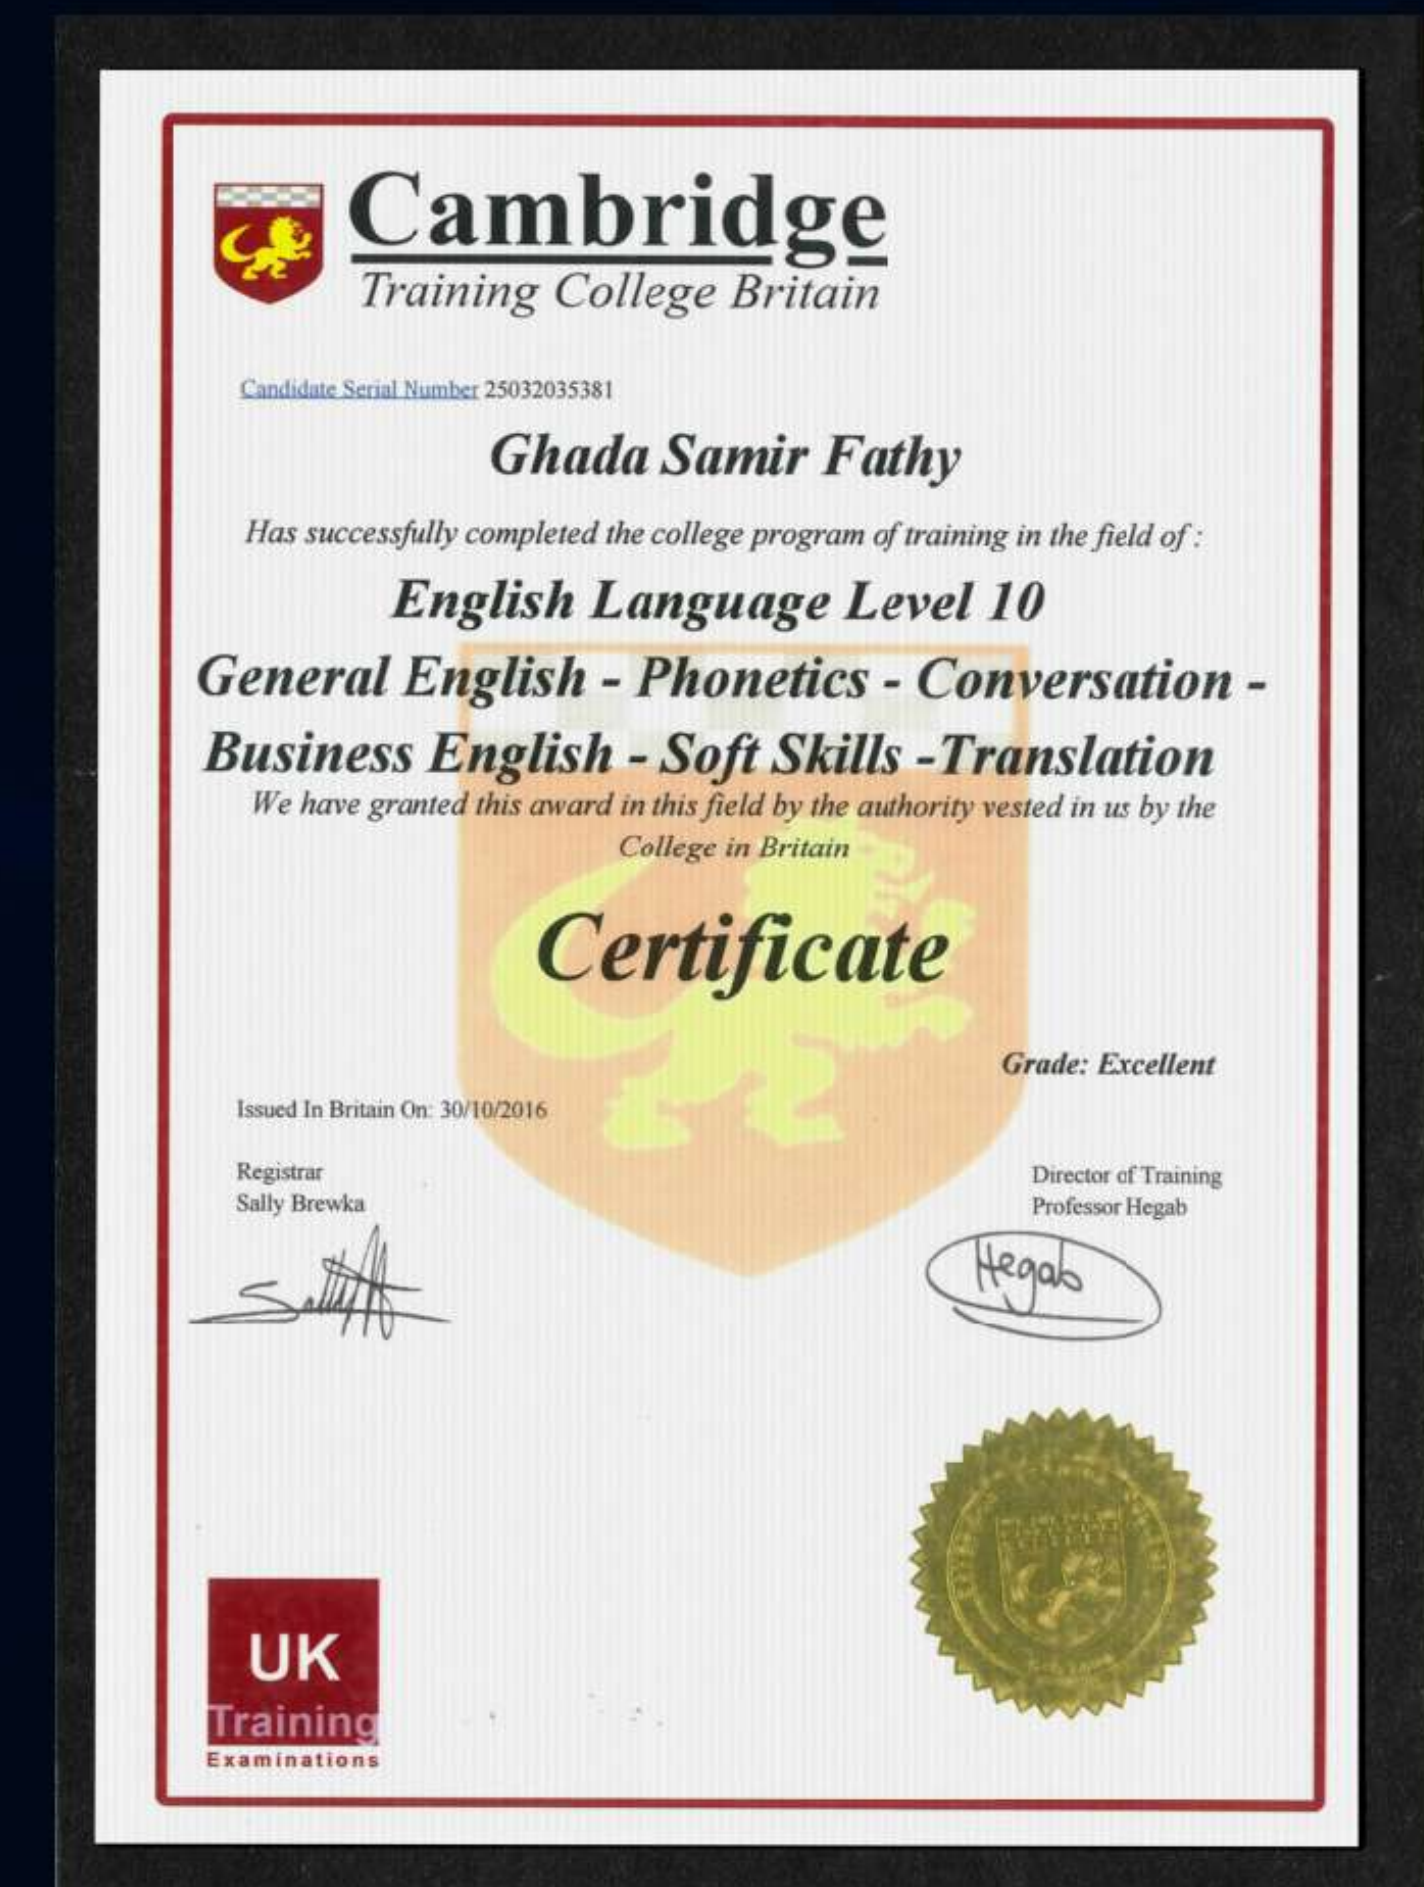 Cambridge
Training College Britain
Candidate Serial Number 25032035381
Ghada Samir Fathy
Has successfully completed the college program of training in the field of :
English Language Level 10
General English - Phonetics - Conversation -
Business English - Soft Skills -Translation
We have granted this award in this field by the authority vested in us by the
College in Britain
Certificate
Grade: Excellent
Issued In Britain On: 30/10/2016
Registrar
Sally Brewka
Director of Training
Professor Hegab
Hegab
UK
Training
Examinations